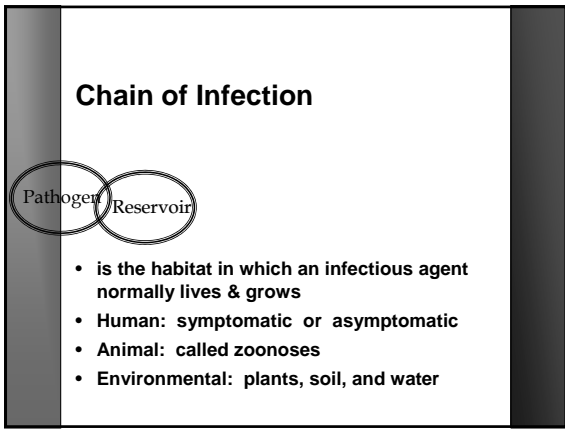 Chain of Infection
Pathogen
Reservoir
• is the habitat in which an infectious agent
normally lives & grows
• Human: symptomatic or asymptomatic
• Animal: called zoonoses
• Environmental: plants, soil, and water